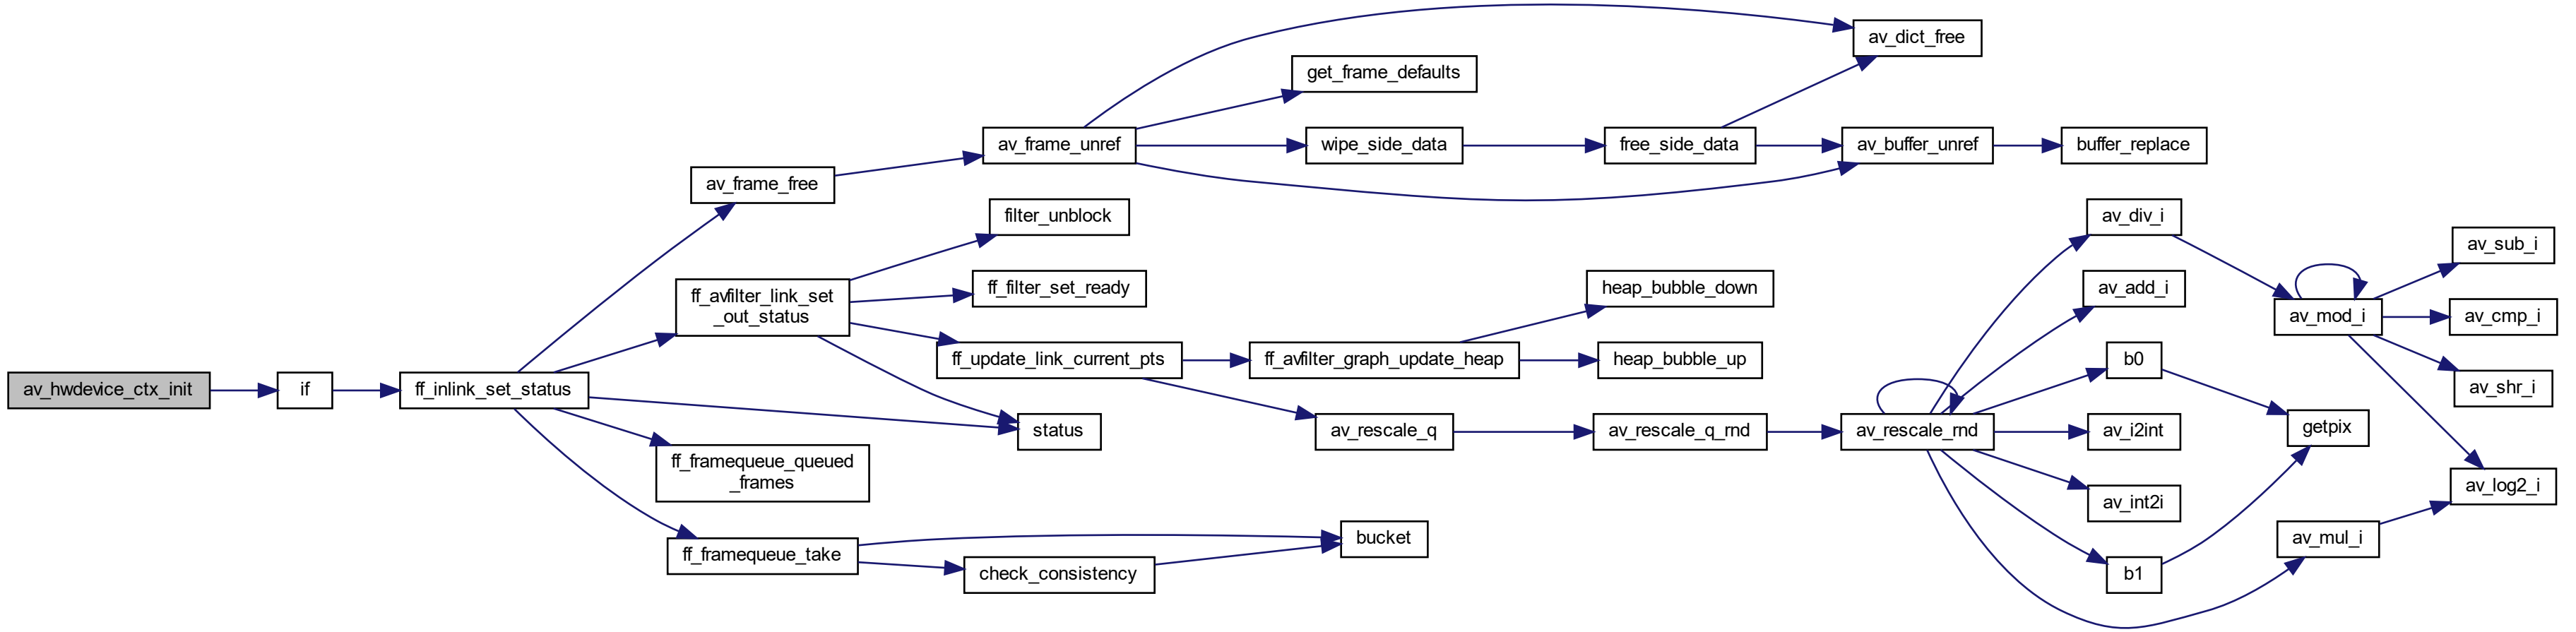 av_dict_free
get_frame_defaults
av_frame_unref
wipe_side_data
free_side_data
av_buffer_unref
buffer_replace
av_frame_free
filter_unblock
av_div_i
av_sub_i
ff_avfilter_link_set
_out_status
ff_filter_set_ready
heap_bubble_down
av_add_i
av_mod_i
av_cmp_i
ff_update_link_current_pts
ff_avfilter_graph_update_heap
heap_bubble_up
b0
av_shr_i
av_hwdevice_ctx_init
if
ff_inlink_set_status
status
av_rescale_q
av_rescale_q_rnd
av_rescale_rnd
av_i2int
getpix
ff_framequeue_queued
_frames
av_int2i
av_log2_i
ff_framequeue_take
bucket
check_consistency
b1
av_mul_i